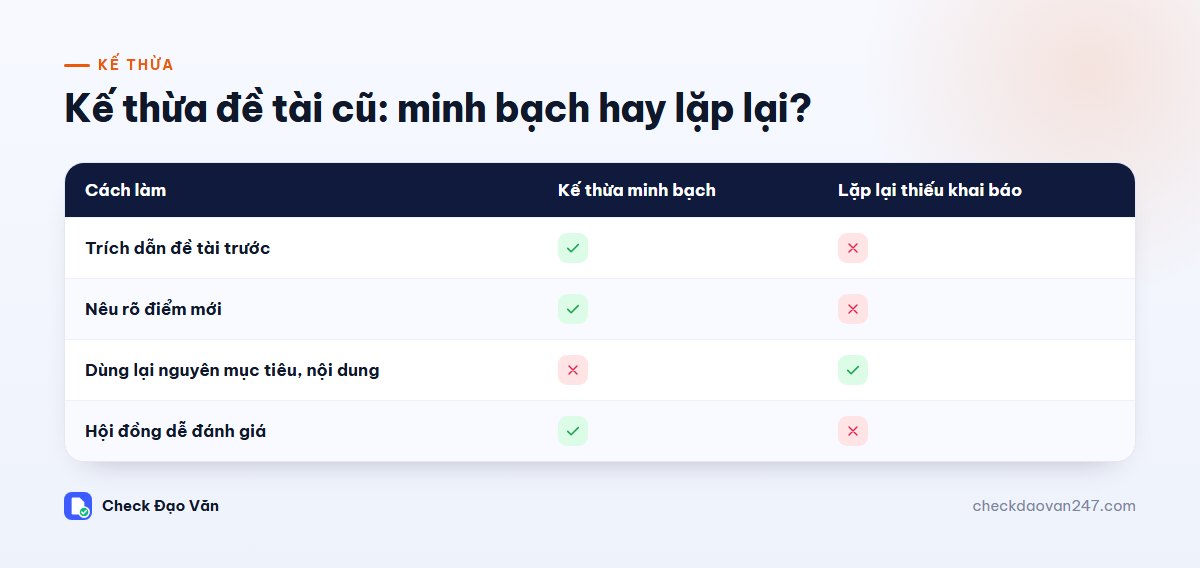 KẾ THỪA
Kế thừa đề tài cũ: minh bạch hay lặp lại?
Cách làm Kế thừa minh bạch Lặp lại thiếu khai báo
Trích dẫn đề tài trước
Nêu rõ điểm mới
Dùng lại nguyên mục tiêu, nội dung
Hội đồng dễ đánh giá
Check Đạo Văn checkdaovan247.com